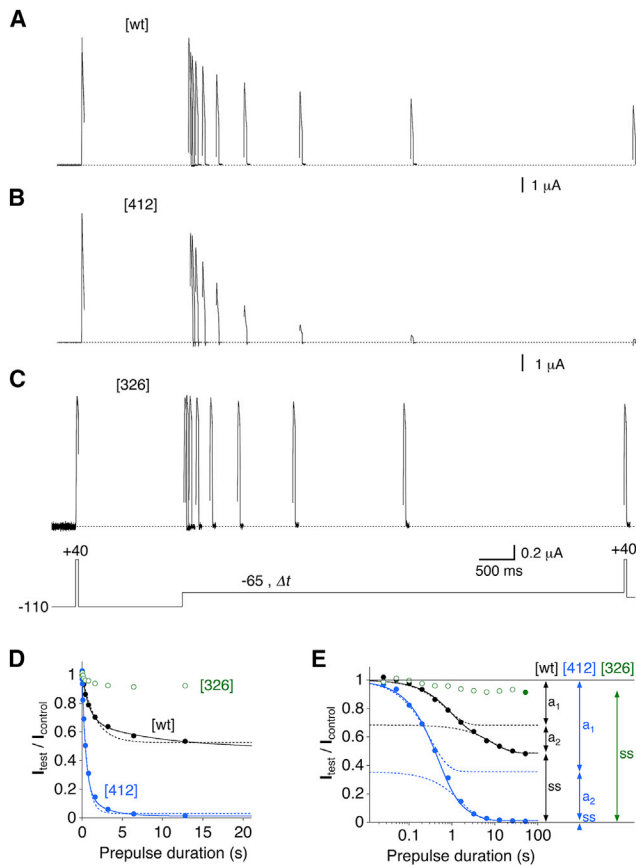 A
[wt]
1 µA
B
[412]
1 µA
C
[326]
0.2 µA
500 ms
+40
+40
-65 , Δt
-110
D
E
[wt] [412] [326]
1
0.8
0.6
0.4
0.2
0
Itest / Icontrol
[326]
[wt]
[412]
0 5 10 15 20
Prepulse duration (s)
1
0.8
0.6
0.4
0.2
0
Itest / Icontrol
a1
a2
ss
a1
a2
ss
ss
0.1 1 10 100
Prepulse duration (s)